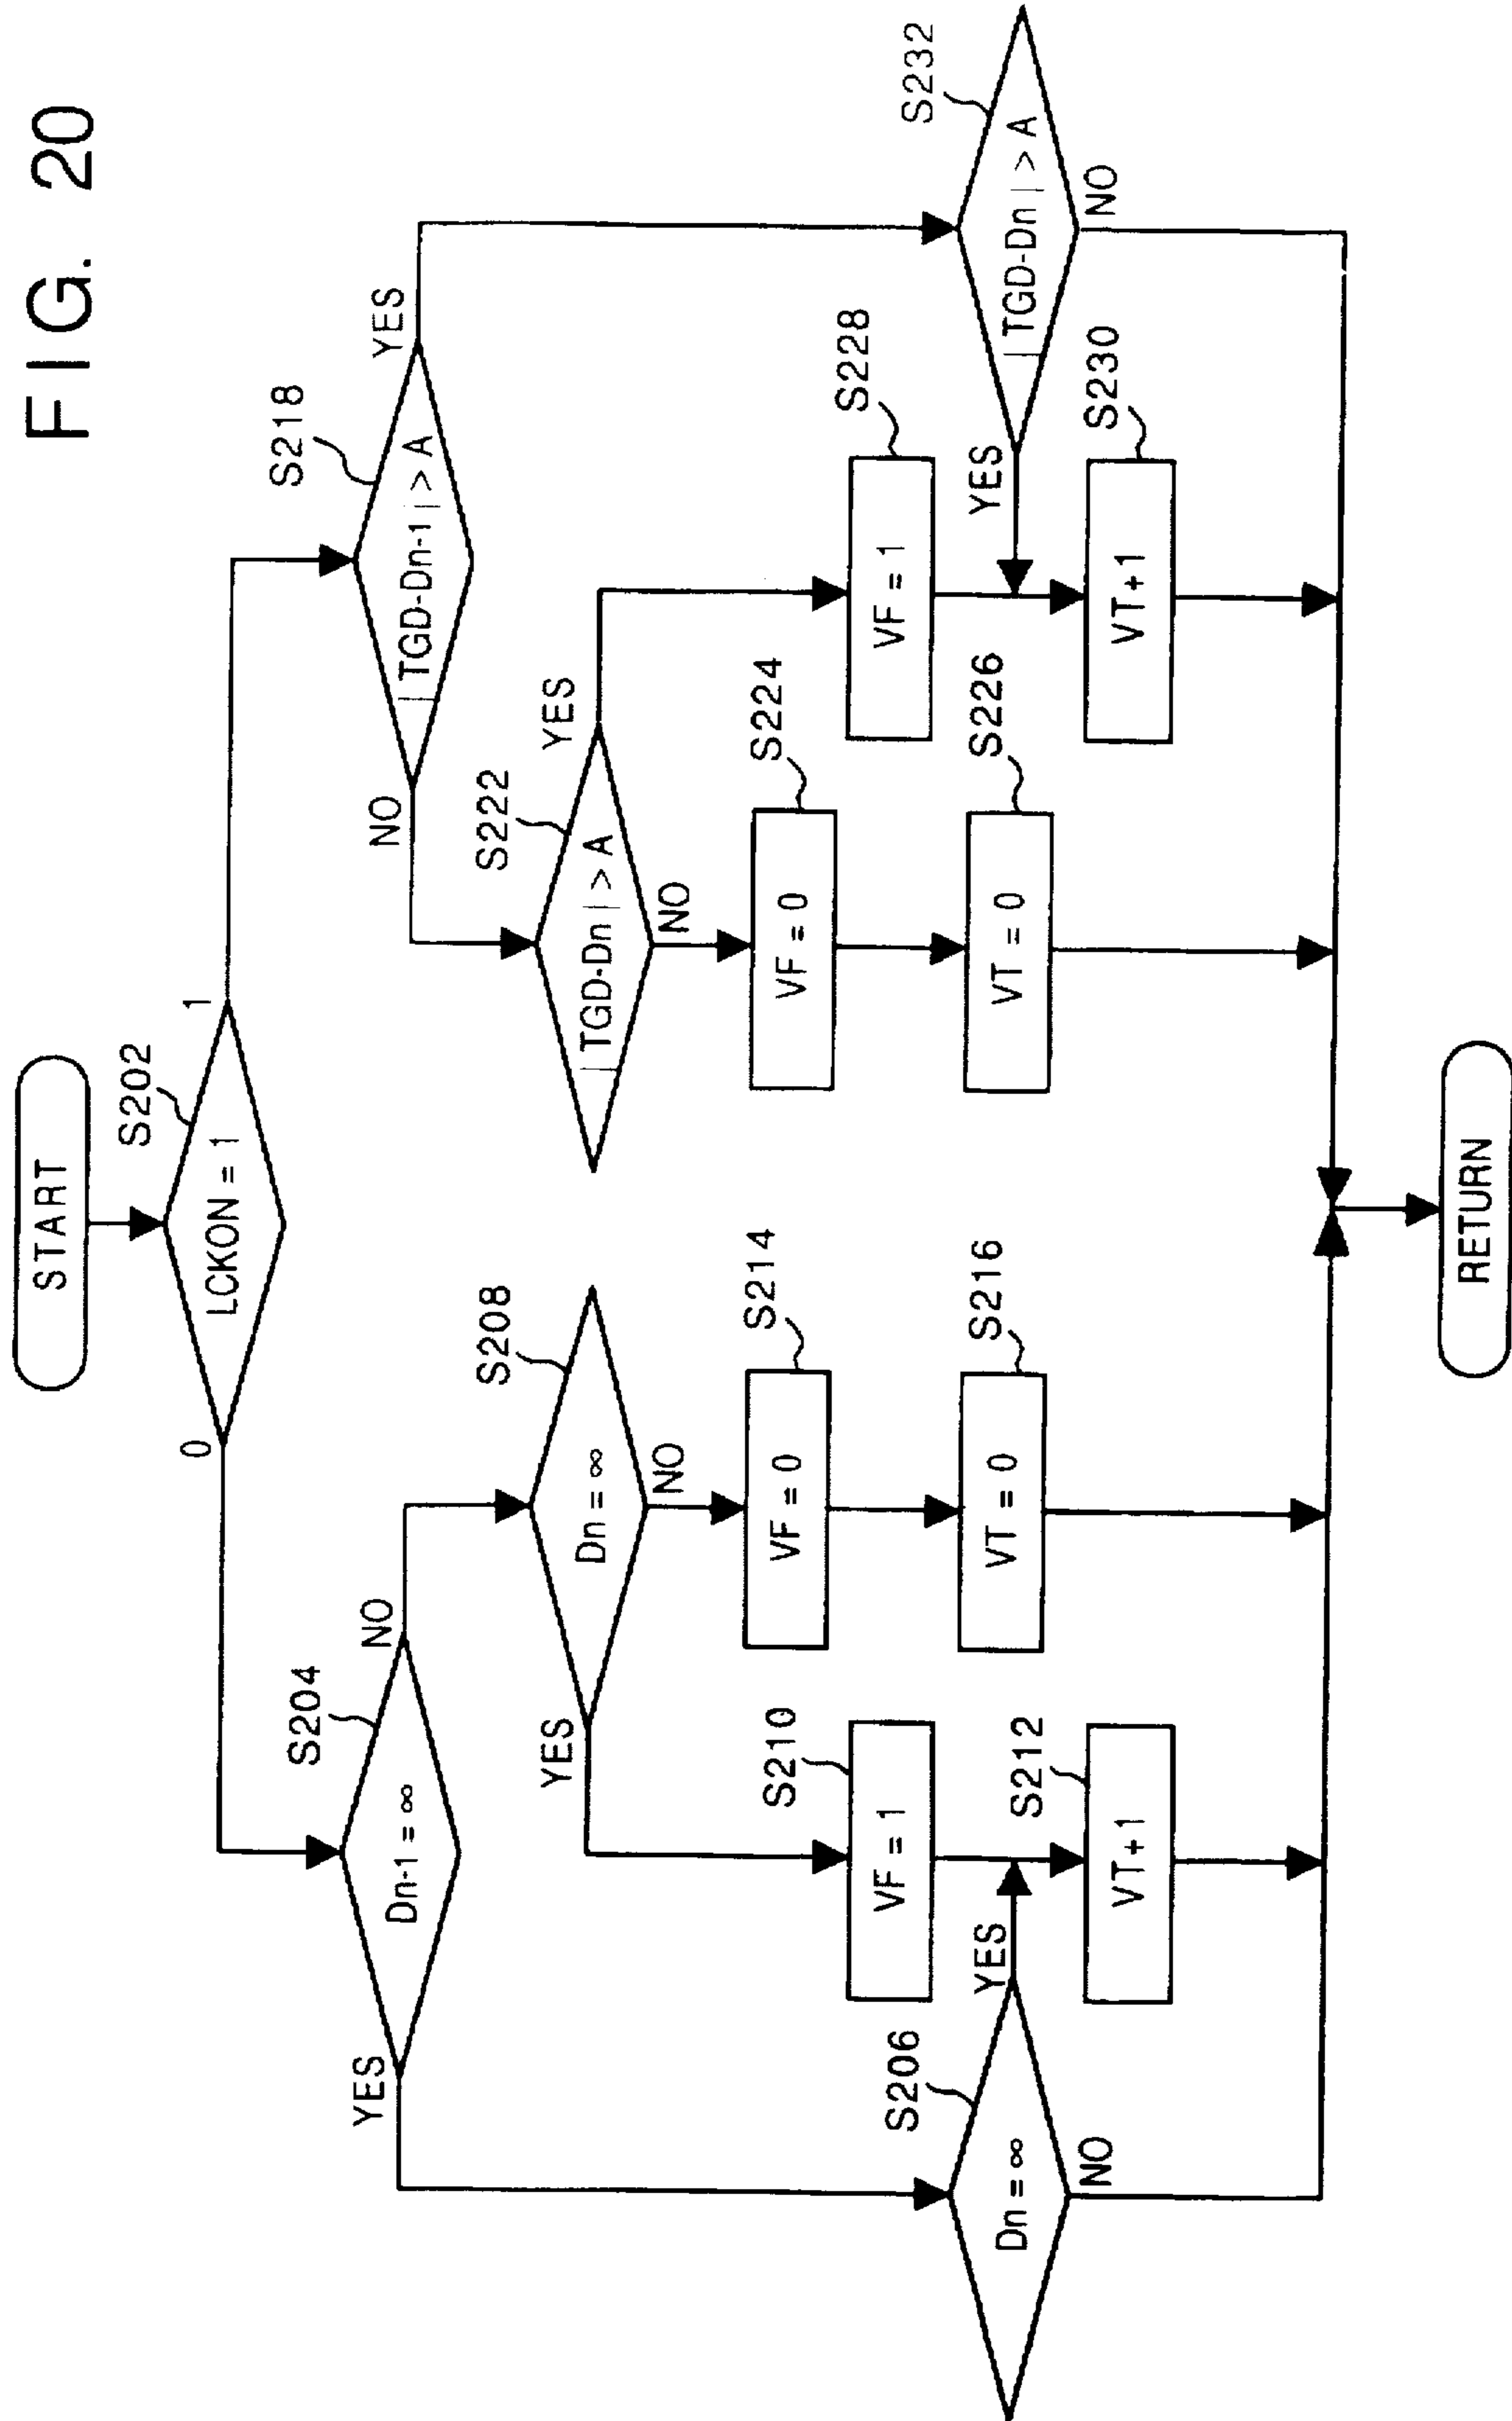 FIG. 20
START
S202
LCKON = 1
0
1
S204
Dn-1 = ∞
YES
NO
S218
| TGD-Dn-1 | > A
NO
YES
S208
Dn = ∞
YES
NO
S222
| TGD-Dn | > A
YES
NO
S210
VF = 1
S214
VF = 0
S224
VF = 0
S228
VF = 1
S206
Dn = ∞
YES
NO
S232
| TGD-Dn | > A
YES
NO
S212
VT+1
S216
VT = 0
S226
VT = 0
S230
VT+1
RETURN